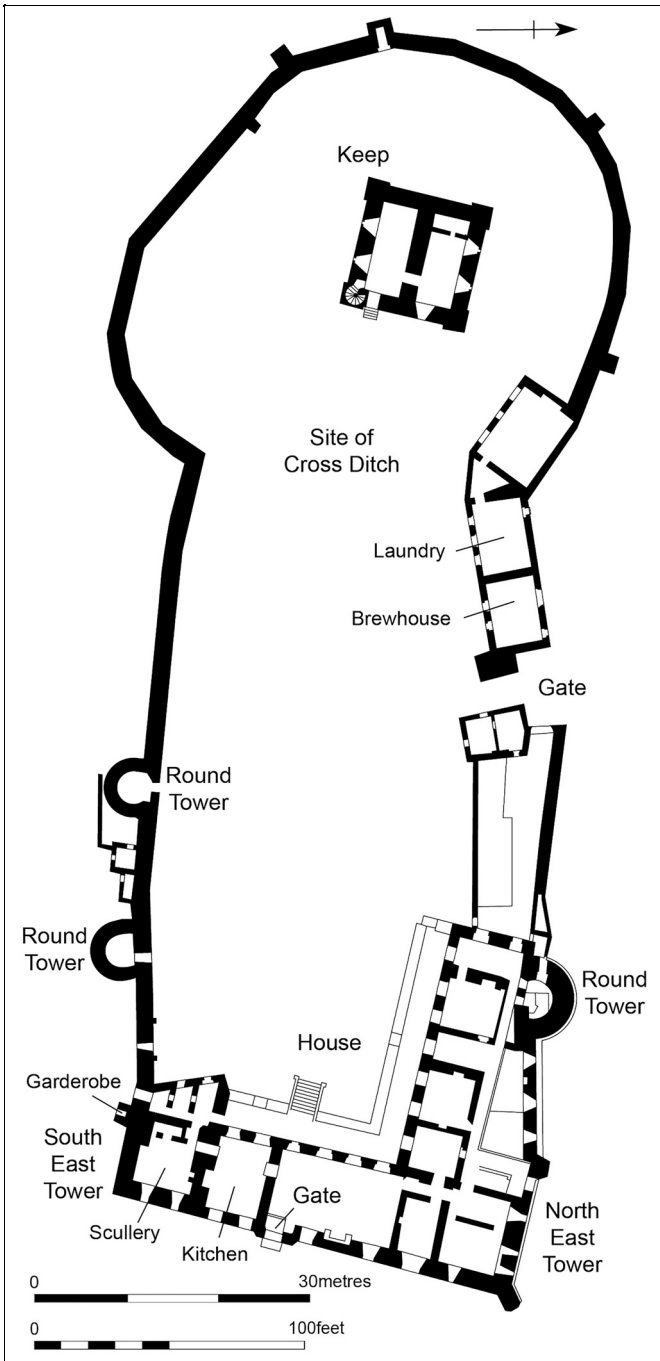 Keep
Site of
Cross Ditch
Laundry
Brewhouse
Gate
Round
Tower
Round
Tower
Round
Tower
House
Garderobe
South
East
Tower
Gate
Scullery
Kitchen
North
East
Tower
0 30metres
0 100feet